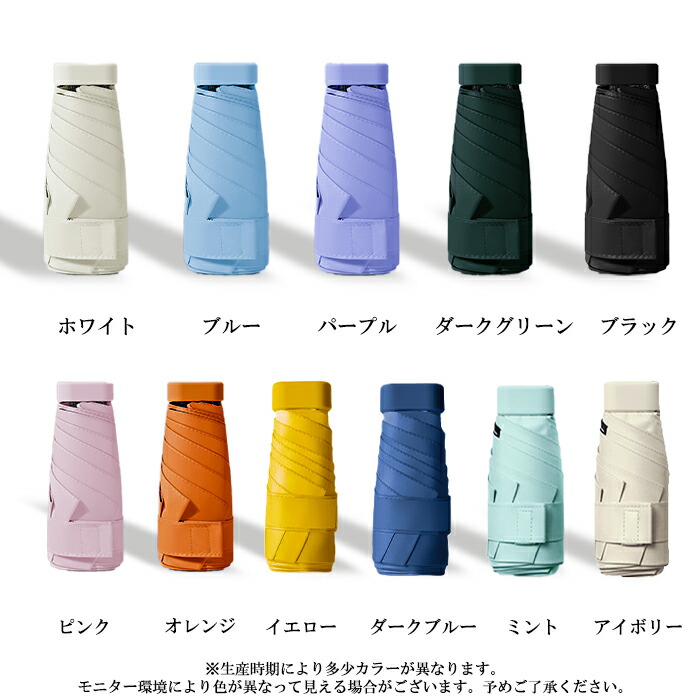 ホワイト ブルー パープル ダークグリーン ブラック
ピンク オレンジ イエロー ダークブルー ミント アイボリー
※生産時期により多少カラーが異なります。
モニター環境により色が異なって見える場合がございます。予めご了承ください。